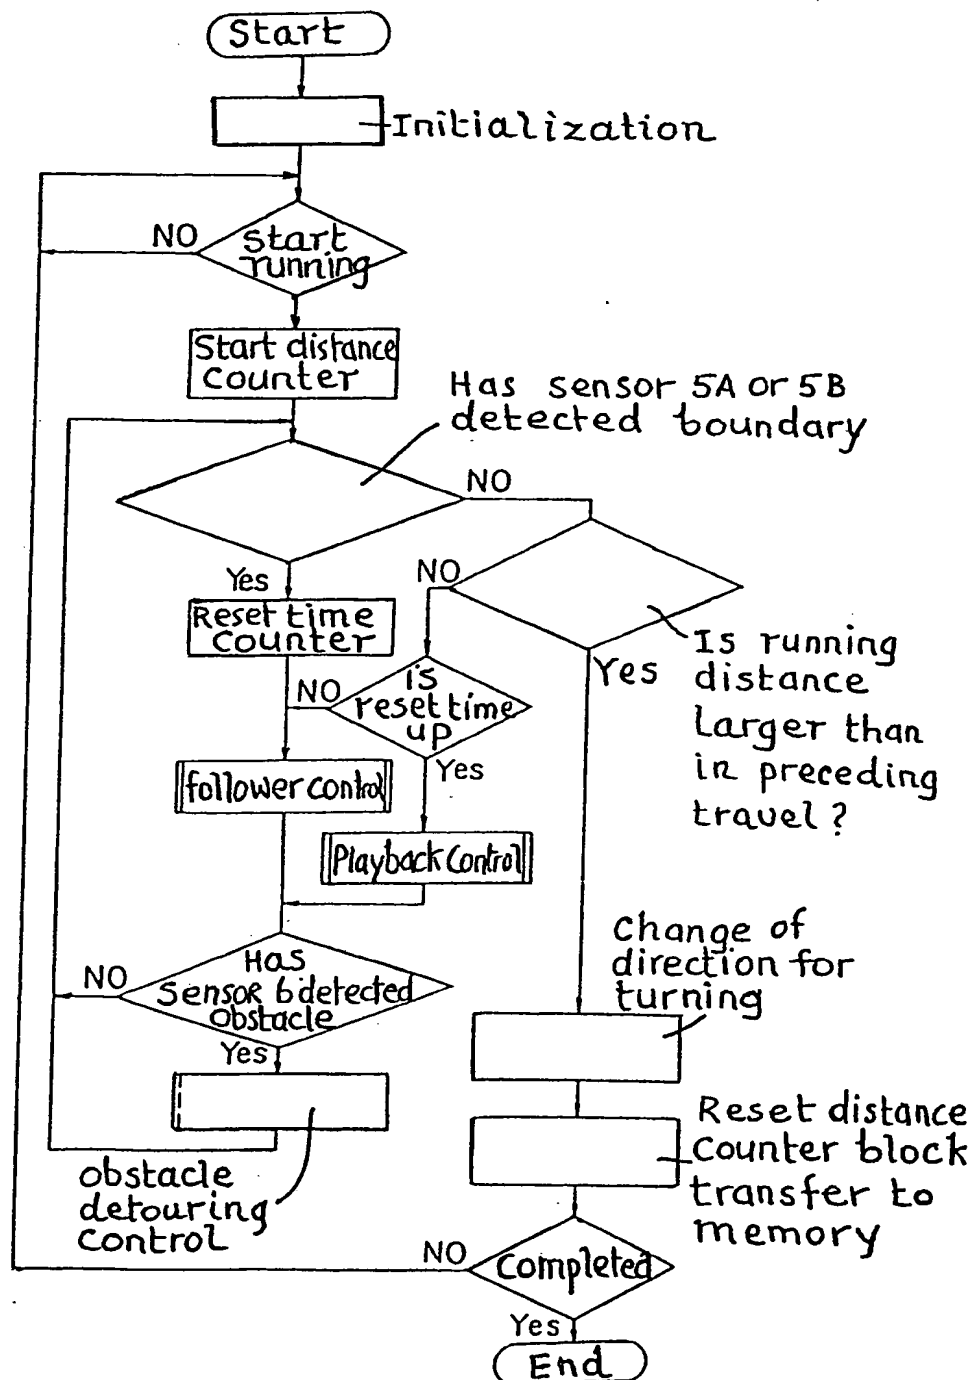 Start
Initialization
NO
Start
running
Start distance
counter
Has sensor 5A or 5B
detected boundary
NO
Yes
NO
Reset time
counter
Is running
distance
larger than
in preceding
travel?
Yes
NO
is
reset time
up
Yes
follower control
Playback Control
Change of
direction for
turning
NO
Has
Sensor 6 detected
obstacle
Yes
Reset distance
Counter block
transfer to
memory
obstacle
detouring
control
NO
Completed
Yes
End